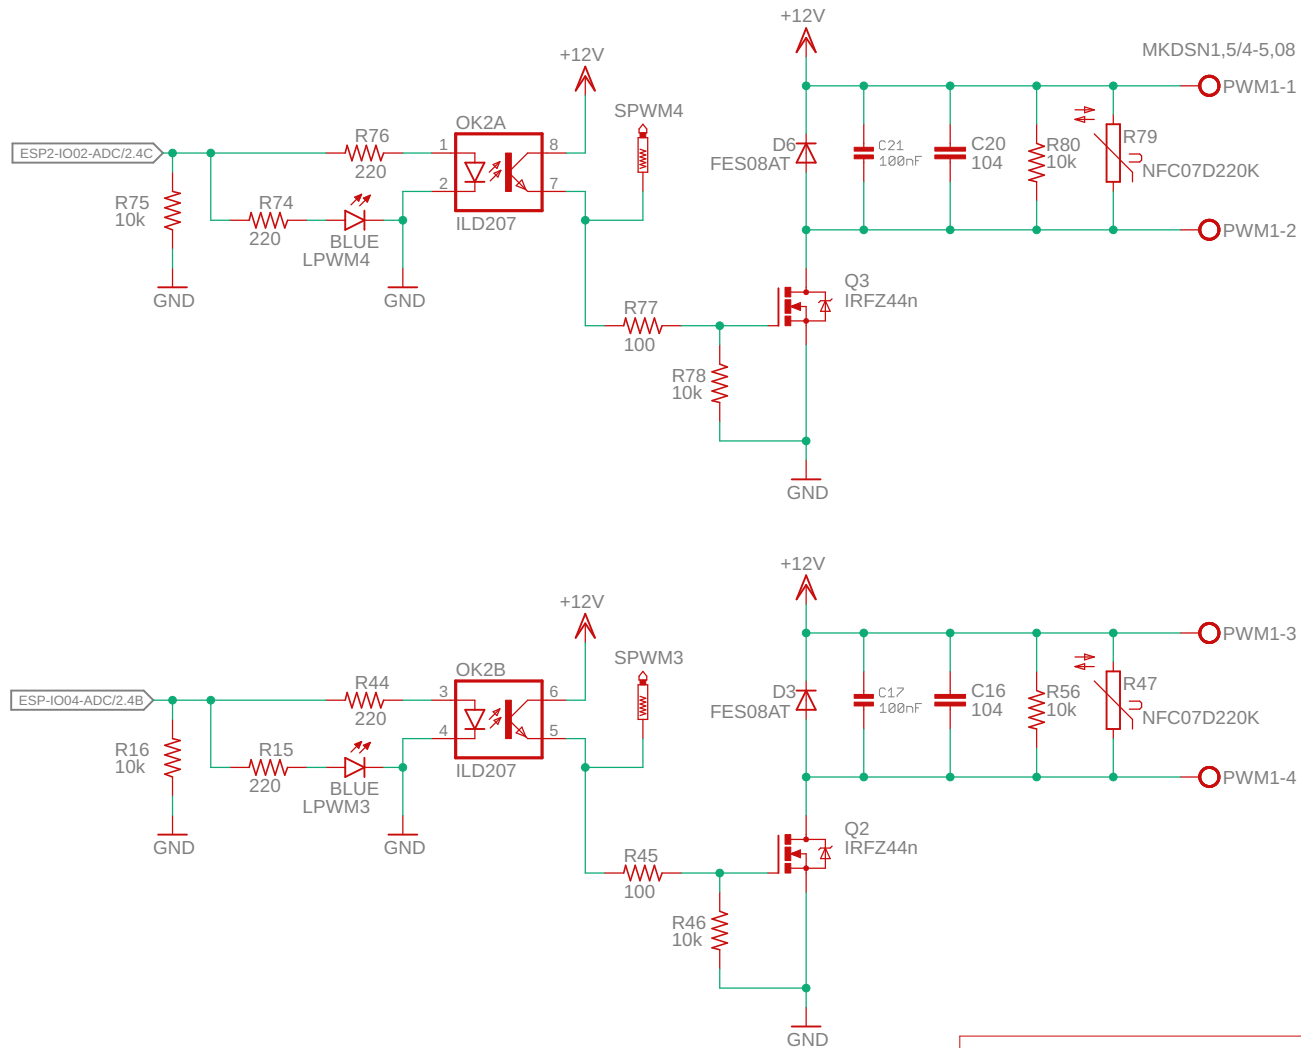 +12V
MKDSN1,5/4-5,08
+12V
PWM1-1
SPWM4
OK2A
R76
220
1
8
D6
FES08AT
C21
100nF
C20
104
R80
10k
R79
NFC07D220K
ESP2-IO02-ADC/2.4C
2
7
R75
10k
R74
220
BLUE
LPWM4
ILD207
PWM1-2
GND
GND
Q3
IRFZ44n
R77
100
R78
10k
GND
+12V
+12V
PWM1-3
SPWM3
OK2B
R44
220
3
6
D3
FES08AT
C17
100nF
C16
104
R56
10k
R47
NFC07D220K
ESP-IO04-ADC/2.4B
4
5
R16
10k
R15
220
BLUE
LPWM3
ILD207
PWM1-4
GND
GND
Q2
IRFZ44n
R45
100
R46
10k
GND